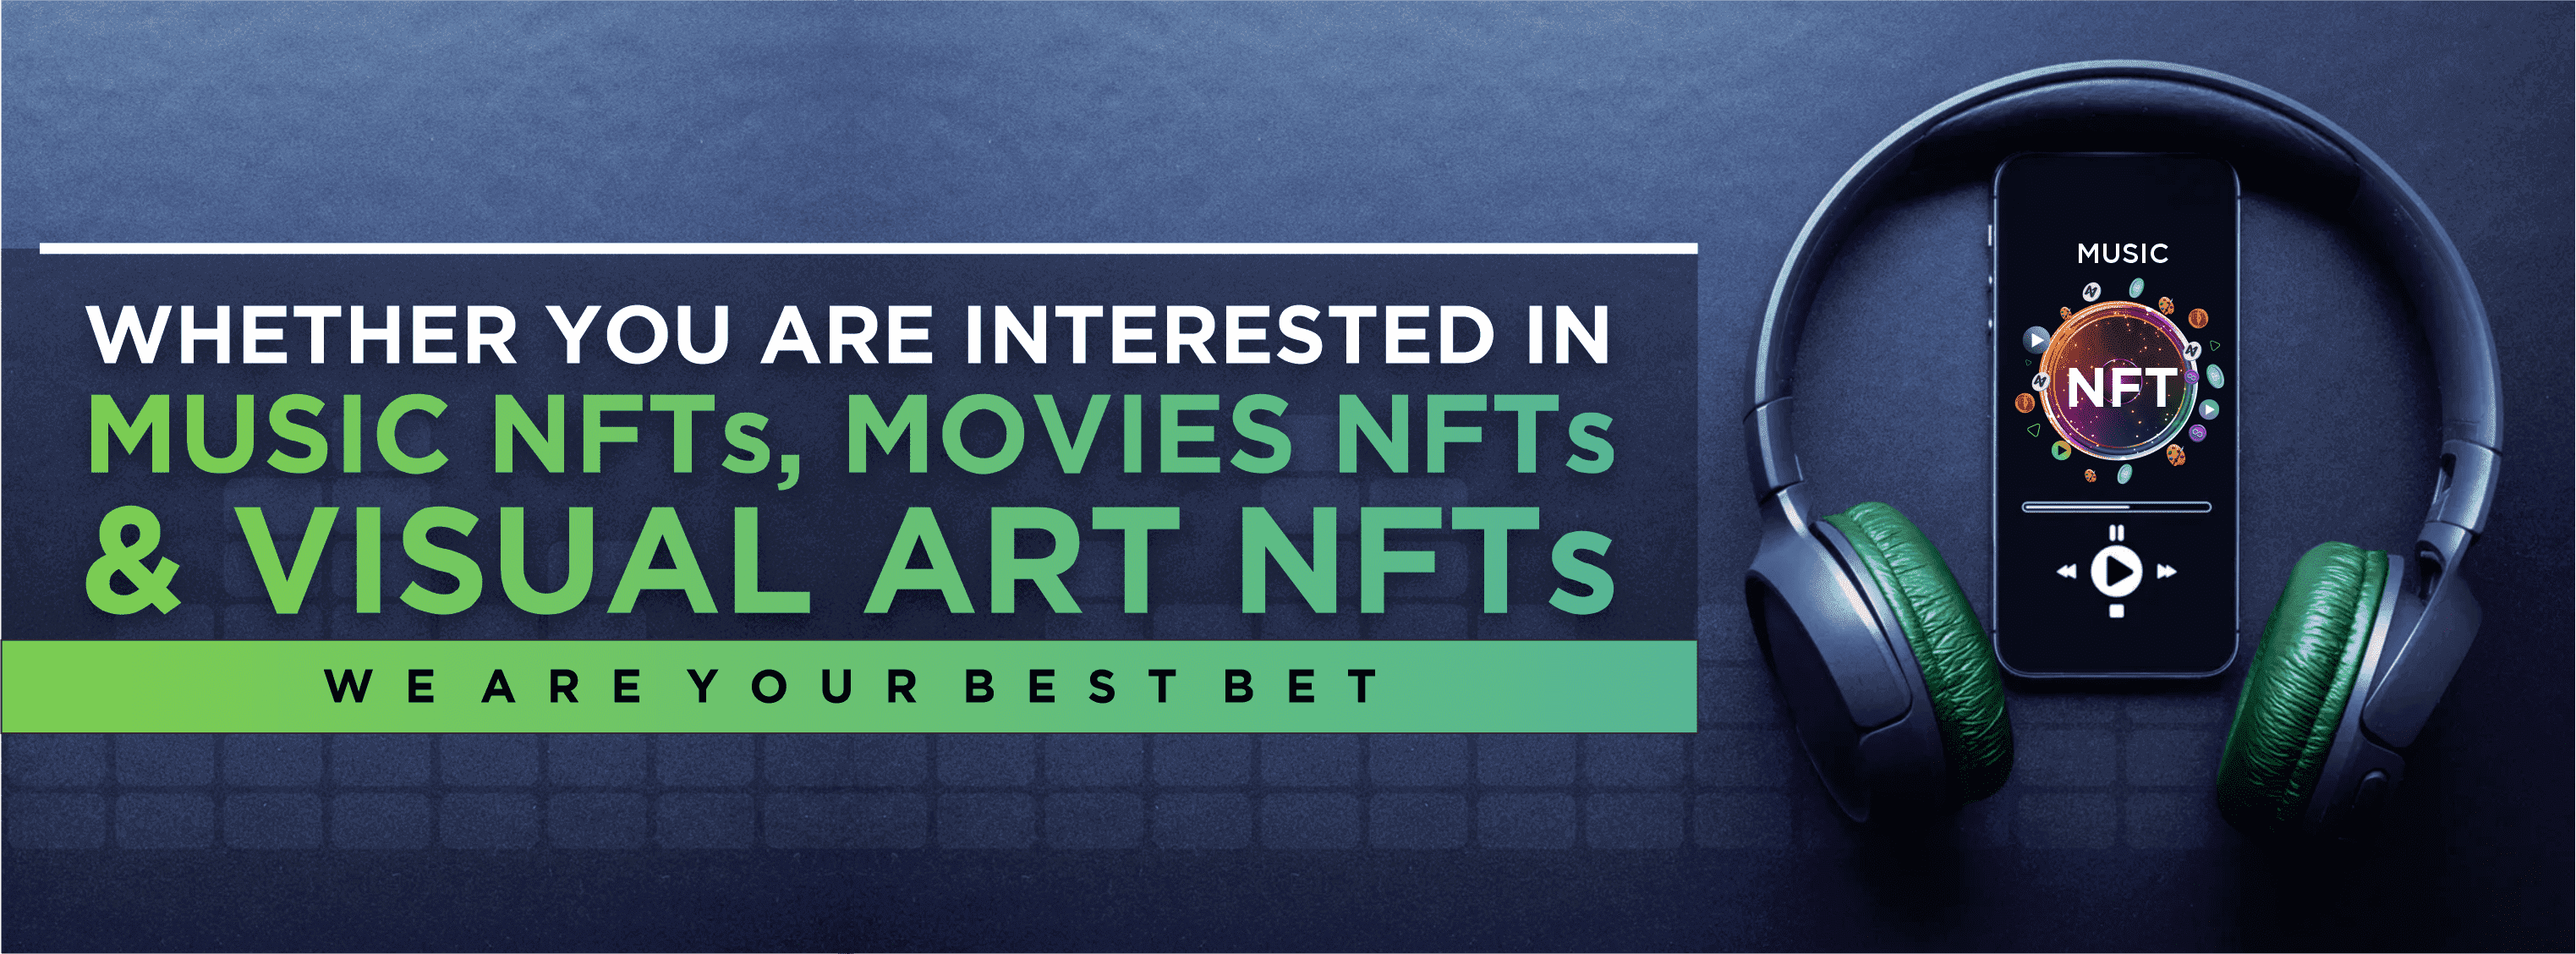 WHETHER YOU ARE INTERESTED IN
MUSIC NFTs, MOVIES NFTs
& VISUAL ART NFTs
WE ARE YOUR BEST BET
MUSIC
NFT